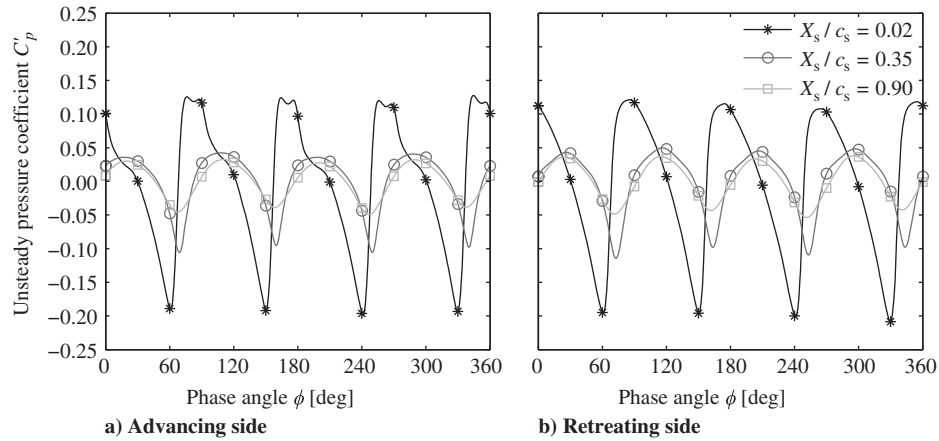 Unsteady pressure coefficient C'p
0.25
0.20
0.15
0.10
0.05
0.00
−0.05
−0.10
−0.15
−0.20
−0.25
0 60 120 180 240 300 360
Phase angle ϕ [deg]
a) Advancing side
Xs / cs = 0.02
Xs / cs = 0.35
Xs / cs = 0.90
0 60 120 180 240 300 360
Phase angle ϕ [deg]
b) Retreating side